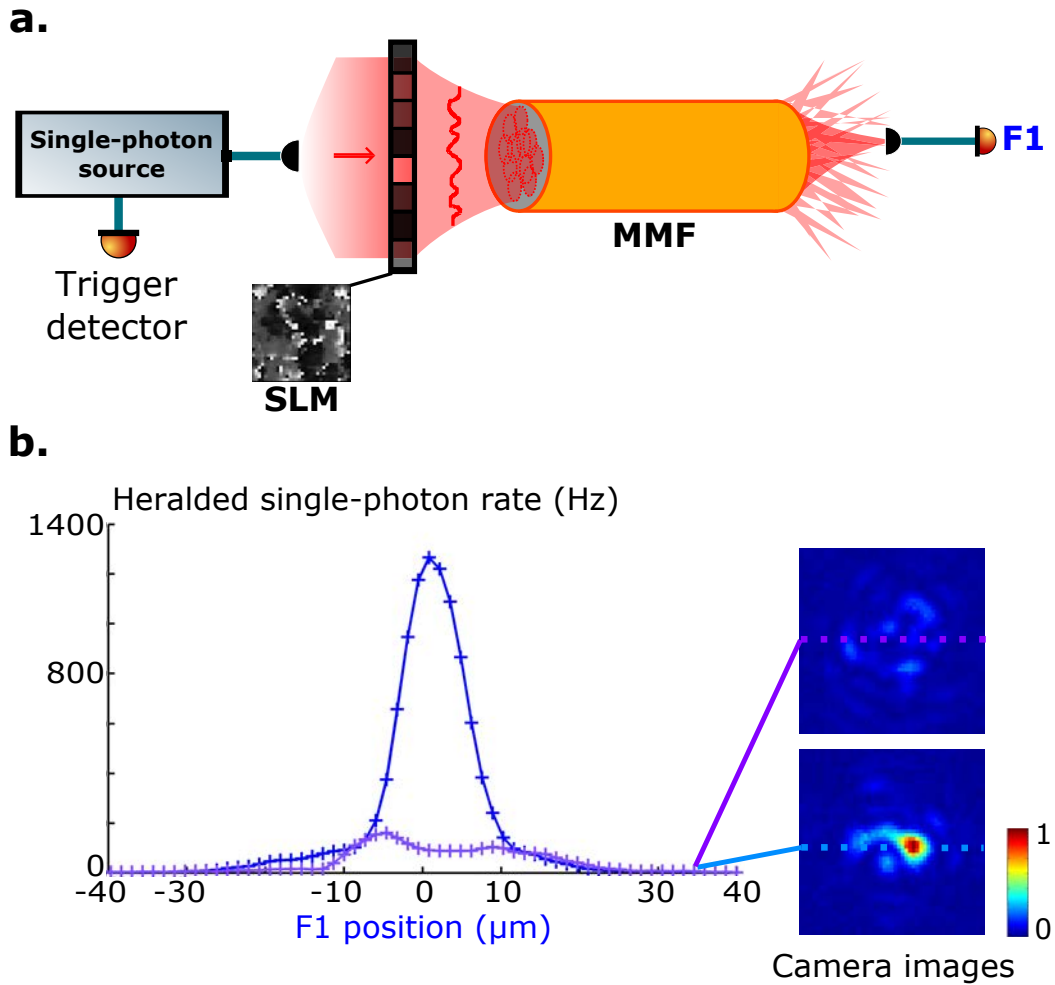 a.
Single-photon
source
F1
MMF
Trigger
detector
SLM
b.
Heralded single-photon rate (Hz)
1400
800
0
-40 -30 -10 0 10 30 40
F1 position (μm)
1
0
Camera images